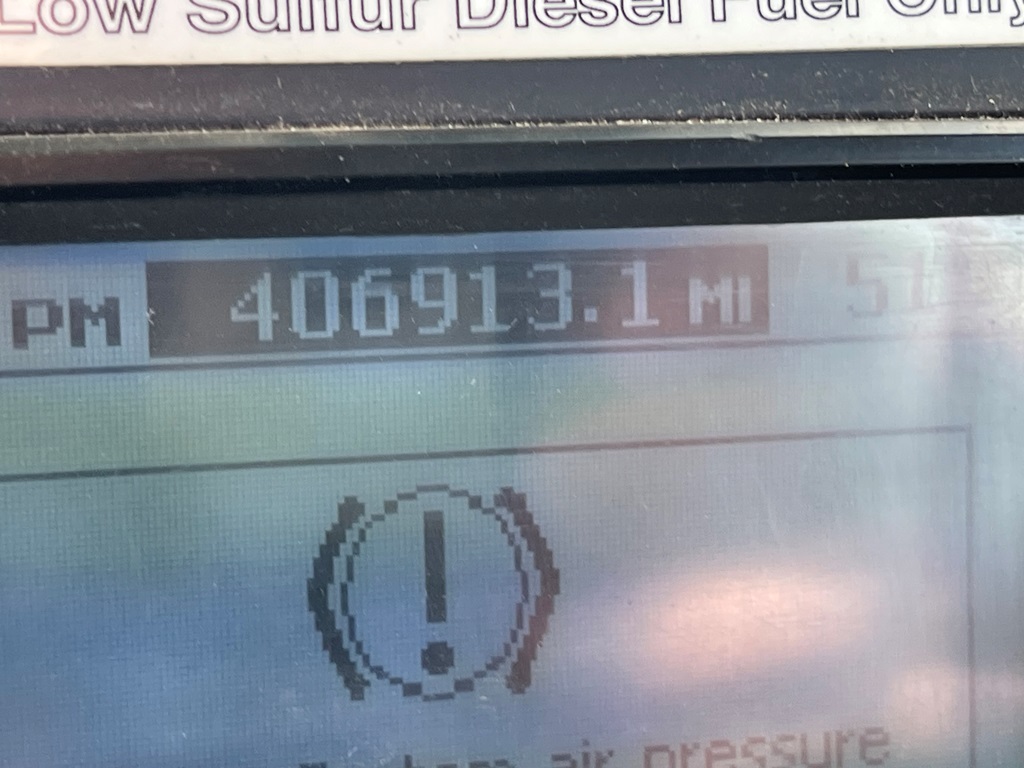 Low Sulfur Diesel Fuel Only
PM 406913.1 MI
air pressure